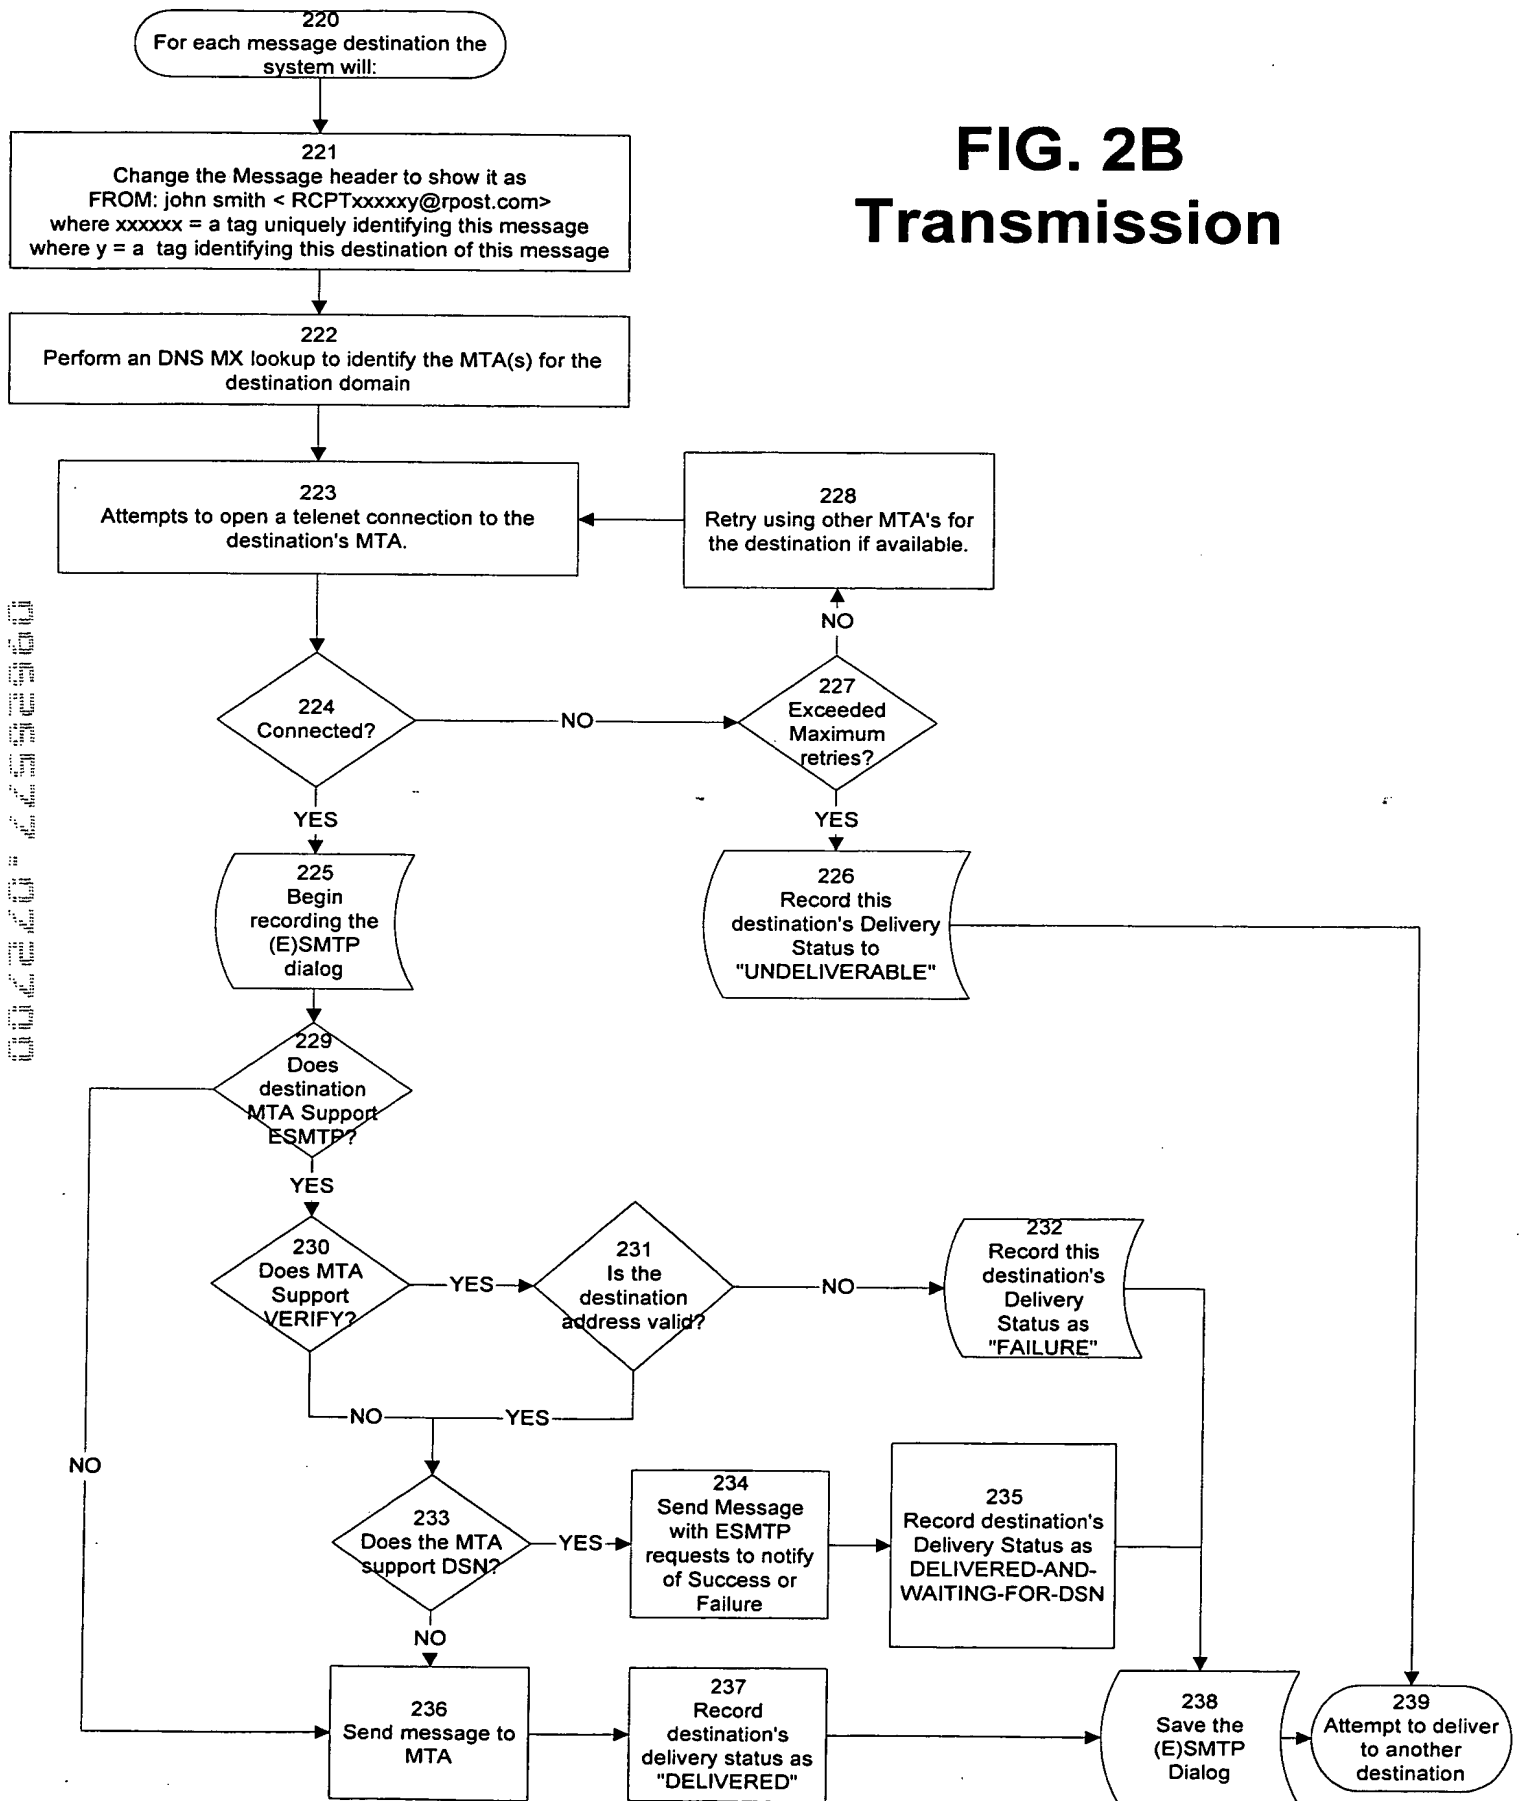 220
For each message destination the
system will:
FIG. 2B
Transmission
221
Change the Message header to show it as
FROM: john smith < RCPTxxxxxy@rpost.com>
where xxxxxx = a tag uniquely identifying this message
where y = a tag identifying this destination of this message
222
Perform an DNS MX lookup to identify the MTA(s) for the
destination domain
223
Attempts to open a telenet connection to the
destination's MTA.
228
Retry using other MTA's for
the destination if available.
NO
224
Connected?
NO
227
Exceeded
Maximum
retries?
YES
YES
225
Begin
recording the
(E)SMTP
dialog
226
Record this
destination's Delivery
Status to
"UNDELIVERABLE"
229
Does
destination
MTA Support
ESMTP?
YES
230
Does MTA
Support
VERIFY?
YES
231
Is the
destination
address valid?
NO
232
Record this
destination's
Delivery
Status as
"FAILURE"
NO
YES
NO
233
Does the MTA
support DSN?
YES
234
Send Message
with ESMTP
requests to notify
of Success or
Failure
235
Record destination's
Delivery Status as
DELIVERED-AND-
WAITING-FOR-DSN
NO
236
Send message to
MTA
237
Record
destination's
delivery status as
"DELIVERED"
238
Save the
(E)SMTP
Dialog
239
Attempt to deliver
to another
destination